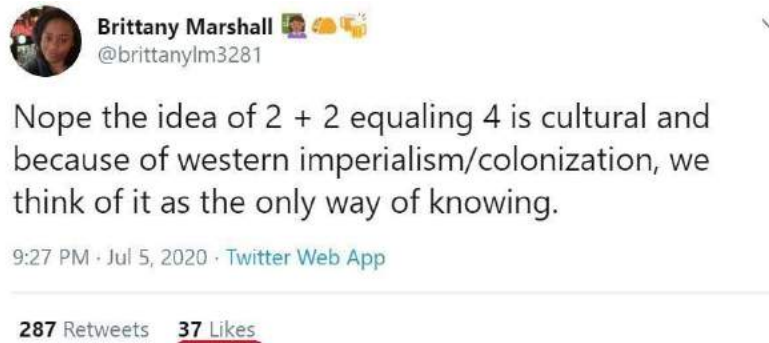 Brittany Marshall 👩🏾‍🏫🌮🍻
@brittanylm3281
Nope the idea of 2 + 2 equaling 4 is cultural and
because of western imperialism/colonization, we
think of it as the only way of knowing.
9:27 PM · Jul 5, 2020 · Twitter Web App
287 Retweets 37 Likes